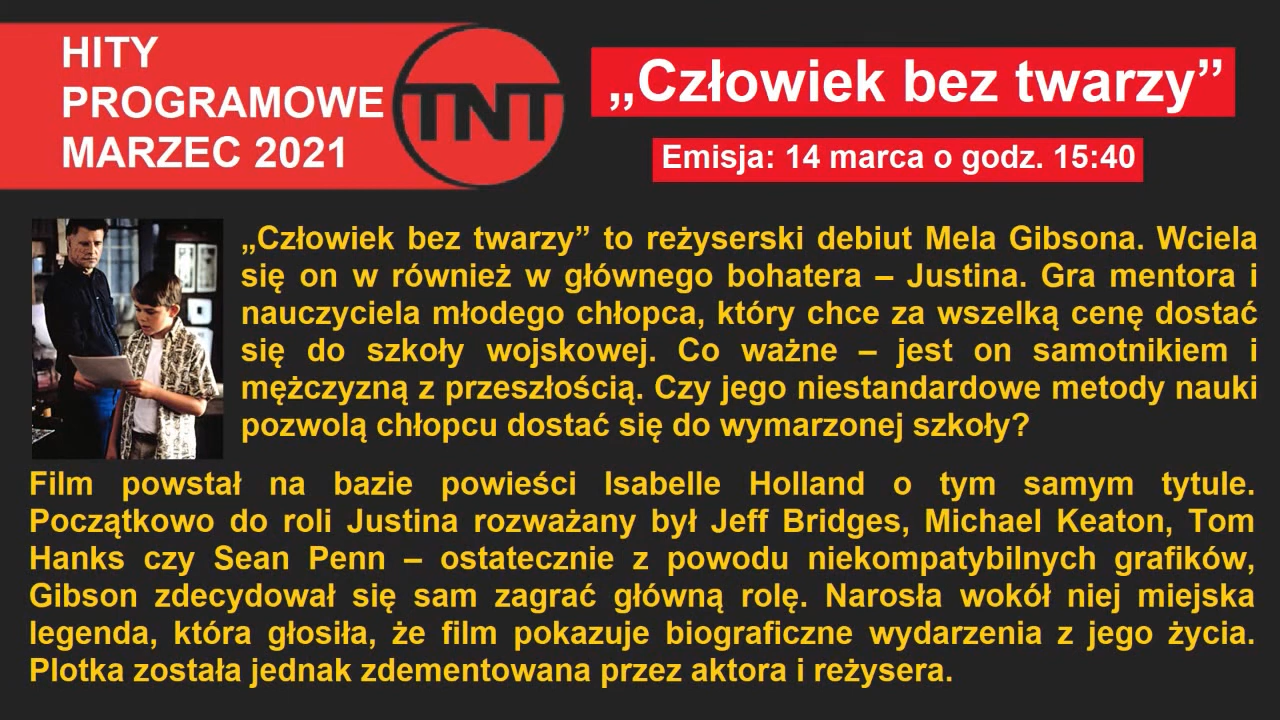 HITY
PROGRAMOWE
MARZEC 2021
TNT
„Człowiek bez twarzy”
Emisja: 14 marca o godz. 15:40
„Człowiek bez twarzy” to reżyserski debiut Mela Gibsona. Wciela
się on w również w głównego bohatera – Justina. Gra mentora i
nauczyciela młodego chłopca, który chce za wszelką cenę dostać
się do szkoły wojskowej. Co ważne – jest on samotnikiem i
mężczyzną z przeszłością. Czy jego niestandardowe metody nauki
pozwolą chłopcu dostać się do wymarzonej szkoły?
Film powstał na bazie powieści Isabelle Holland o tym samym tytule.
Początkowo do roli Justina rozważany był Jeff Bridges, Michael Keaton, Tom
Hanks czy Sean Penn – ostatecznie z powodu niekompatybilnych grafików,
Gibson zdecydował się sam zagrać główną rolę. Narosła wokół niej miejska
legenda, która głosiła, że film pokazuje biograficzne wydarzenia z jego życia.
Plotka została jednak zdementowana przez aktora i reżysera.